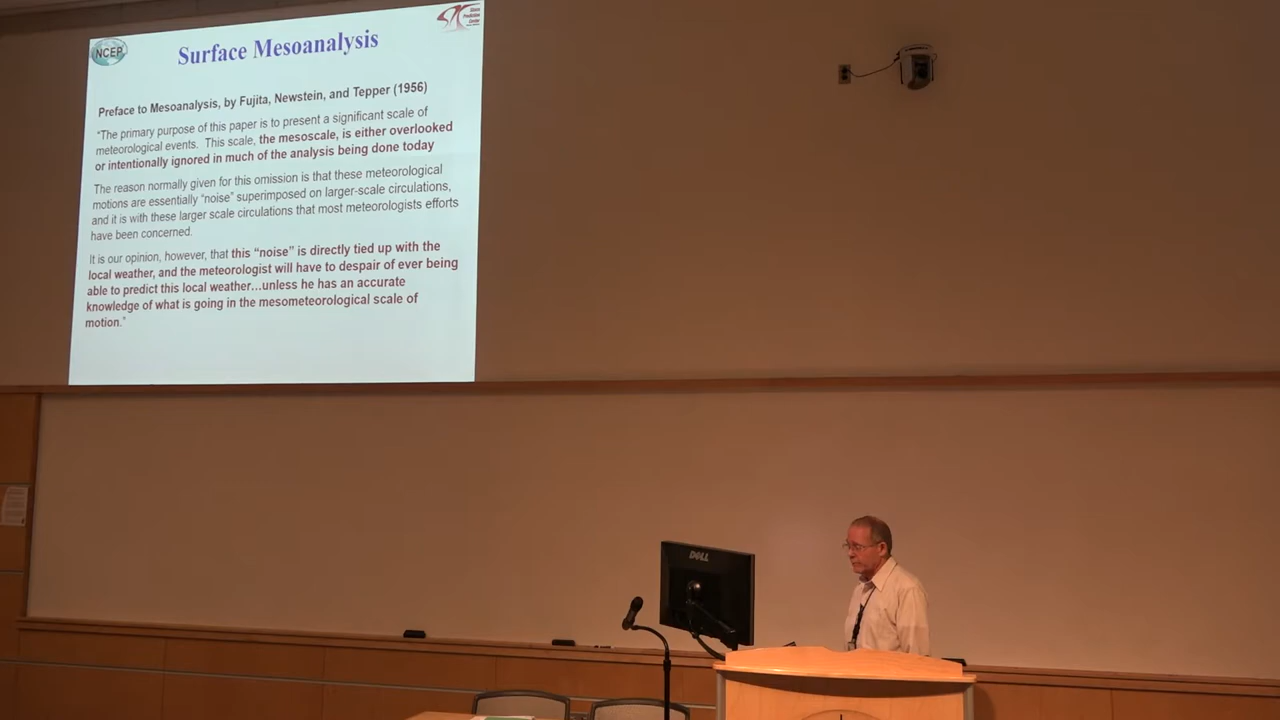 NCEP
Storm
Prediction
Center
Surface Mesoanalysis
Preface to Mesoanalysis, by Fujita, Newstein, and Tepper (1956)
"The primary purpose of this paper is to present a significant scale of
meteorological events. This scale, the mesoscale, is either overlooked
or intentionally ignored in much of the analysis being done today
The reason normally given for this omission is that these meteorological
motions are essentially "noise" superimposed on larger-scale circulations,
and it is with these larger scale circulations that most meteorologists efforts
have been concerned.
It is our opinion, however, that this "noise" is directly tied up with the
local weather, and the meteorologist will have to despair of ever being
able to predict this local weather...unless he has an accurate
knowledge of what is going in the mesometeorological scale of
motion."
DELL